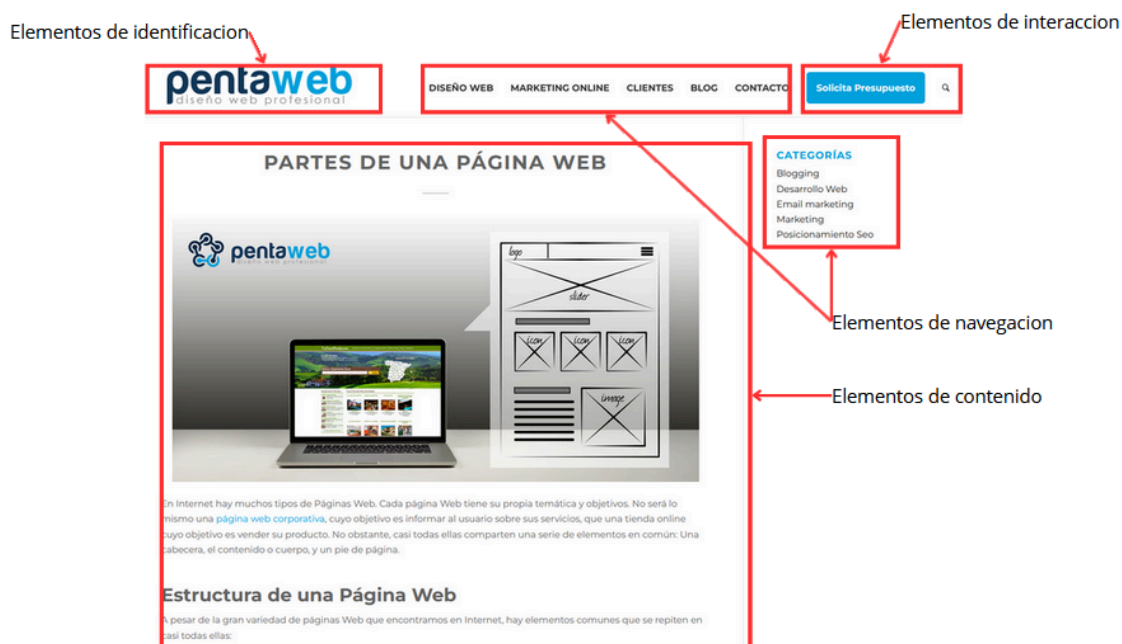 Elementos de identificacion
Elementos de interaccion
pentaweb
diseño web profesional
DISEÑO WEB MARKETING ONLINE CLIENTES BLOG CONTACTO
Solicita Presupuesto
PARTES DE UNA PÁGINA WEB
CATEGORÍAS
Blogging
Desarrollo Web
Email marketing
Marketing
Posicionamiento Seo
pentaweb
diseño web profesional
logo
slider
icon icon icon
image
Elementos de navegacion
Elementos de contenido
En Internet hay muchos tipos de Páginas Web. Cada página Web tiene su propia temática y objetivos. No será lo
mismo una página web corporativa, cuyo objetivo es informar al usuario sobre sus servicios, que una tienda online
cuyo objetivo es vender su producto. No obstante, casi todas ellas comparten una serie de elementos en común: Una
cabecera, el contenido o cuerpo, y un pie de página.
Estructura de una Página Web
A pesar de la gran variedad de páginas Web que encontramos en Internet, hay elementos comunes que se repiten en
casi todas ellas: